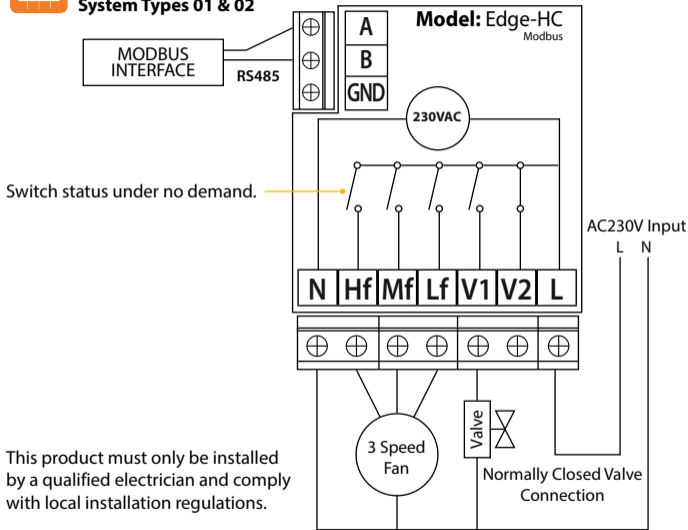 System Types 01 & 02
Model: Edge-HC
Modbus
MODBUS
INTERFACE
RS485
A
B
GND
230VAC
Switch status under no demand.
AC230V Input
L N
N Hf Mf Lf V1 V2 L
3 Speed
Fan
Valve
Normally Closed Valve
Connection
This product must only be installed
by a qualified electrician and comply
with local installation regulations.